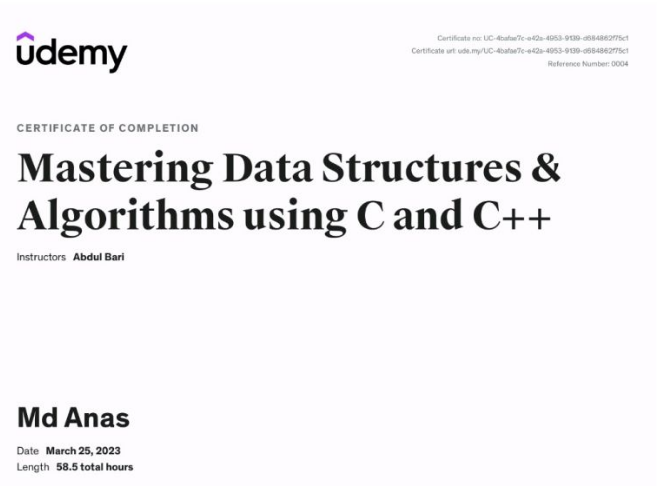 udemy
Certificate no: UC-4bafae7c-e42a-4953-9139-d684862f75c1
Certificate url: ude.my/UC-4bafae7c-e42a-4953-9139-d684862f75c1
Reference Number: 0004
CERTIFICATE OF COMPLETION
Mastering Data Structures &
Algorithms using C and C++
Instructors Abdul Bari
Md Anas
Date March 25, 2023
Length 58.5 total hours